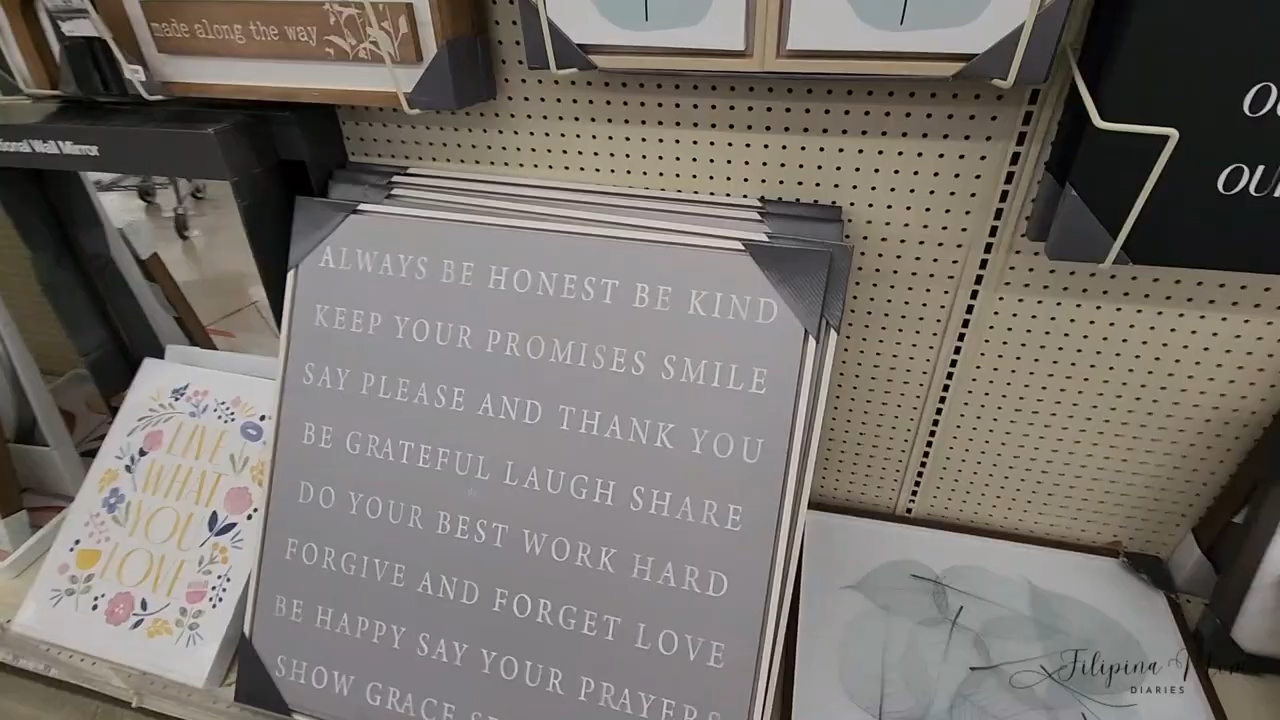 made along the way
Wall Mirror
ALWAYS BE HONEST BE KIND
KEEP YOUR PROMISES SMILE
SAY PLEASE AND THANK YOU
BE GRATEFUL LAUGH SHARE
DO YOUR BEST WORK HARD
FORGIVE AND FORGET LOVE
BE HAPPY SAY YOUR PRAYERS
SHOW GRACE
LIVE
WHAT
YOU
LOVE
Filipina Mom
DIARIES